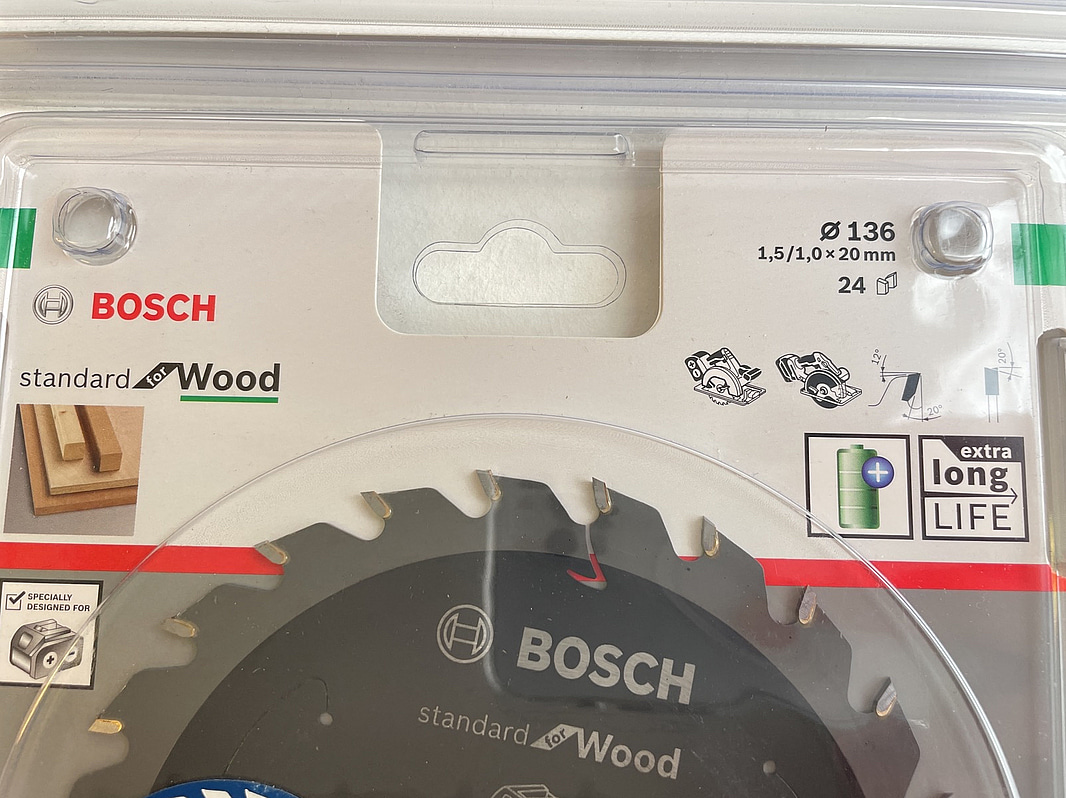 Ø 136
1,5/1,0 × 20 mm
24
BOSCH
standard for Wood
12°
20°
20°
extra
long
LIFE
SPECIALLY
DESIGNED FOR
BOSCH
standard for Wood